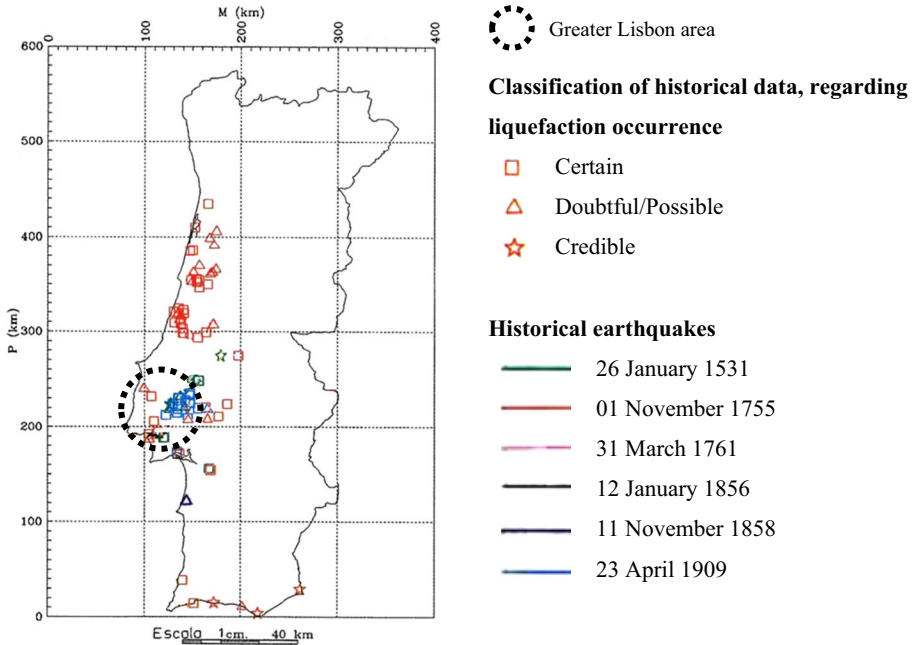 M (km)
0
100
200
300
400
600
500
400
300
200
100
0
P (km)
Escala 1cm. 40 km
Greater Lisbon area
Classification of historical data, regarding
liquefaction occurrence
Certain
Doubtful/Possible
Credible
Historical earthquakes
26 January 1531
01 November 1755
31 March 1761
12 January 1856
11 November 1858
23 April 1909